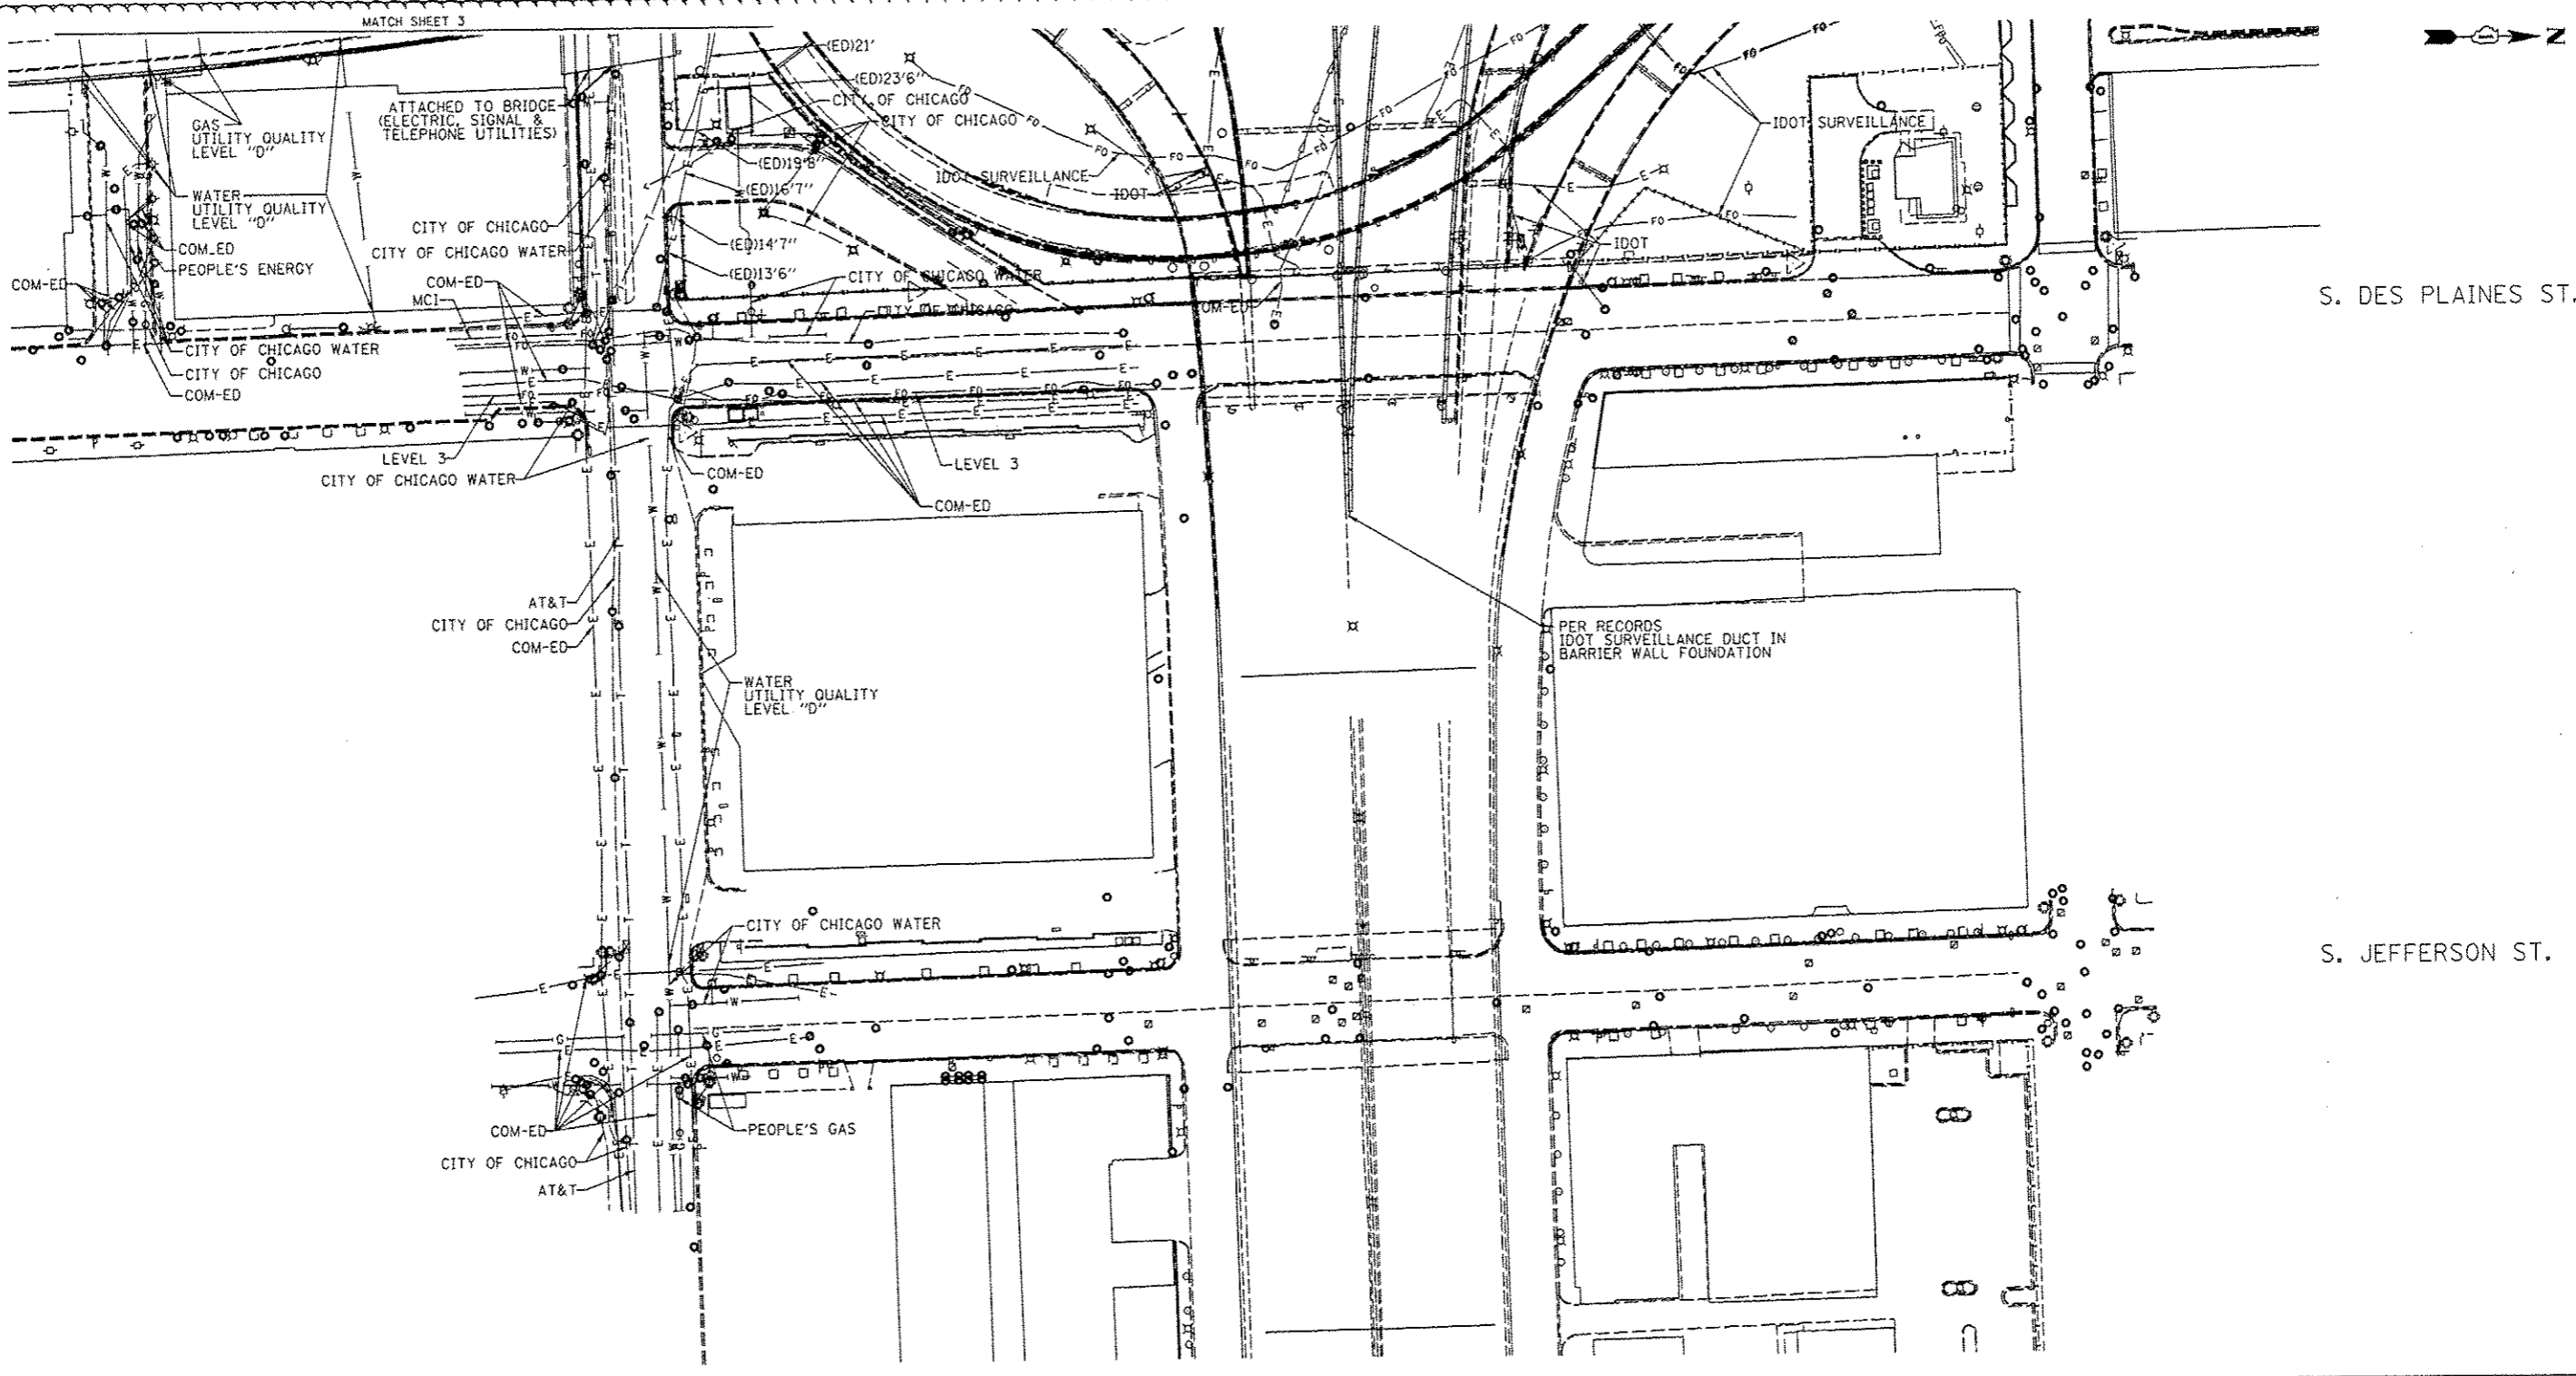 MATCH SHEET 3
N
(ED)21'
(ED)23'6"
CITY OF CHICAGO
CITY OF CHICAGO
ATTACHED TO BRIDGE
(ELECTRIC, SIGNAL &
TELEPHONE UTILITIES)
GAS
UTILITY QUALITY
LEVEL "D"
IDOT SURVEILLANCE
(ED)19'8"
IDOT SURVEILLANCE
(ED)16'7"
IDOT
WATER
UTILITY QUALITY
LEVEL "D"
CITY OF CHICAGO
CITY OF CHICAGO WATER
COM-ED
PEOPLE'S ENERGY
(ED)14'7"
IDOT
(ED)13'6"
CITY OF CHICAGO WATER
COM-ED
COM-ED
MCI
CITY OF CHICAGO
COM-ED
S. DES PLAINES ST.
CITY OF CHICAGO WATER
CITY OF CHICAGO
COM-ED
LEVEL 3
CITY OF CHICAGO WATER
COM-ED
LEVEL 3
COM-ED
AT&T
CITY OF CHICAGO
COM-ED
PER RECORDS
IDOT SURVEILLANCE DUCT IN
BARRIER WALL FOUNDATION
WATER
UTILITY QUALITY
LEVEL "D"
CITY OF CHICAGO WATER
S. JEFFERSON ST.
COM-ED
PEOPLE'S GAS
CITY OF CHICAGO
AT&T